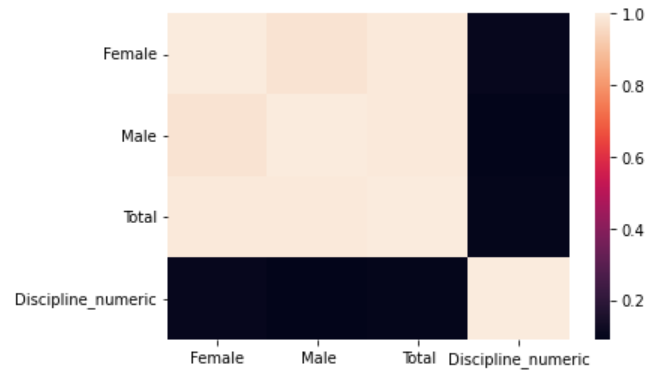 Female
Male
Total
Discipline_numeric
Female Male Total Discipline_numeric
1.0
0.8
0.6
0.4
0.2